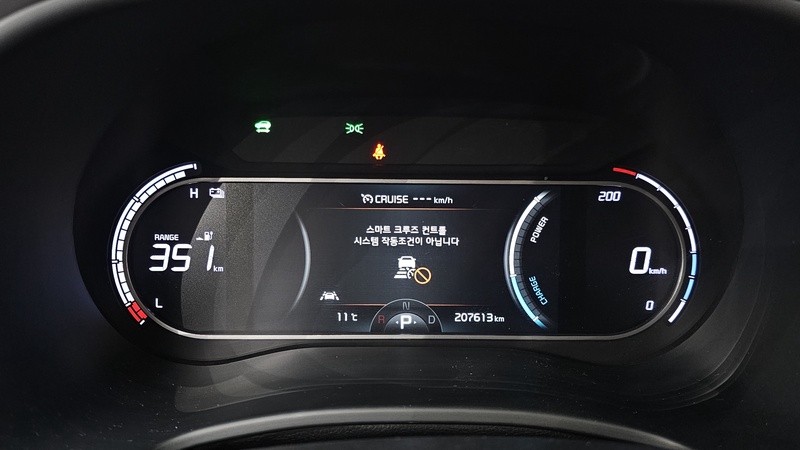 H
CRUISE --- km/h
200
RANGE
351 km
스마트 크루즈 컨트롤
시스템 작동조건이 아닙니다
POWER
0 km/h
CHARGE
L
0
N
11℃
R P D
207613 km